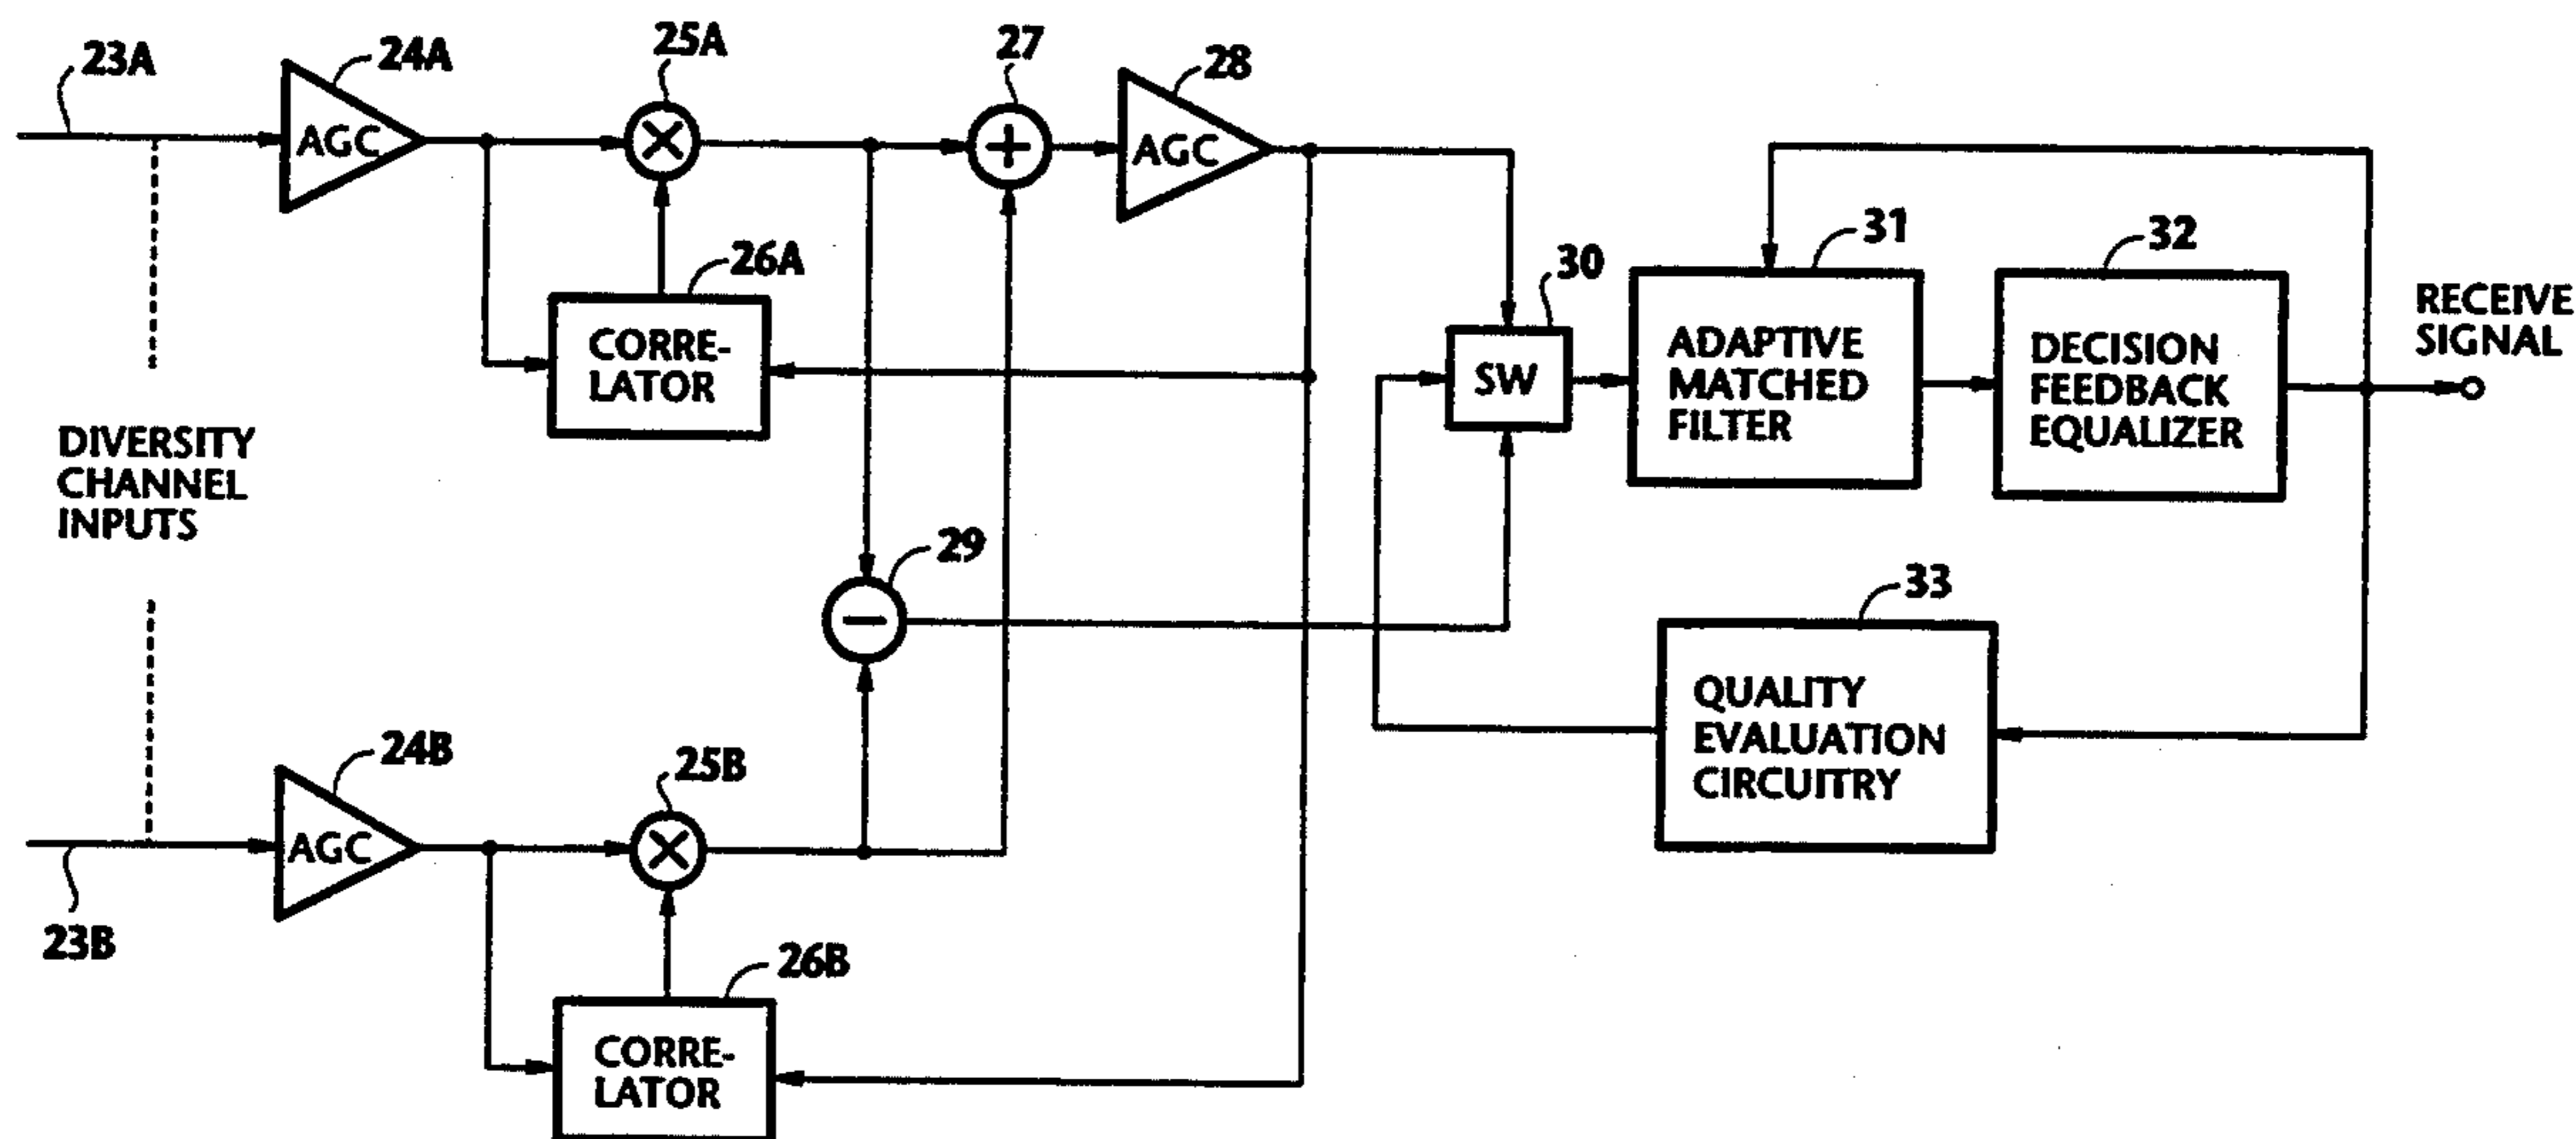 23A
24A
25A
27
28
AGC
×
+
AGC
26A
CORRE-
LATOR
30
SW
31
ADAPTIVE
MATCHED
FILTER
32
DECISION
FEEDBACK
EQUALIZER
RECEIVE
SIGNAL
DIVERSITY
CHANNEL
INPUTS
29
−
33
QUALITY
EVALUATION
CIRCUITRY
24B
25B
AGC
×
23B
26B
CORRE-
LATOR